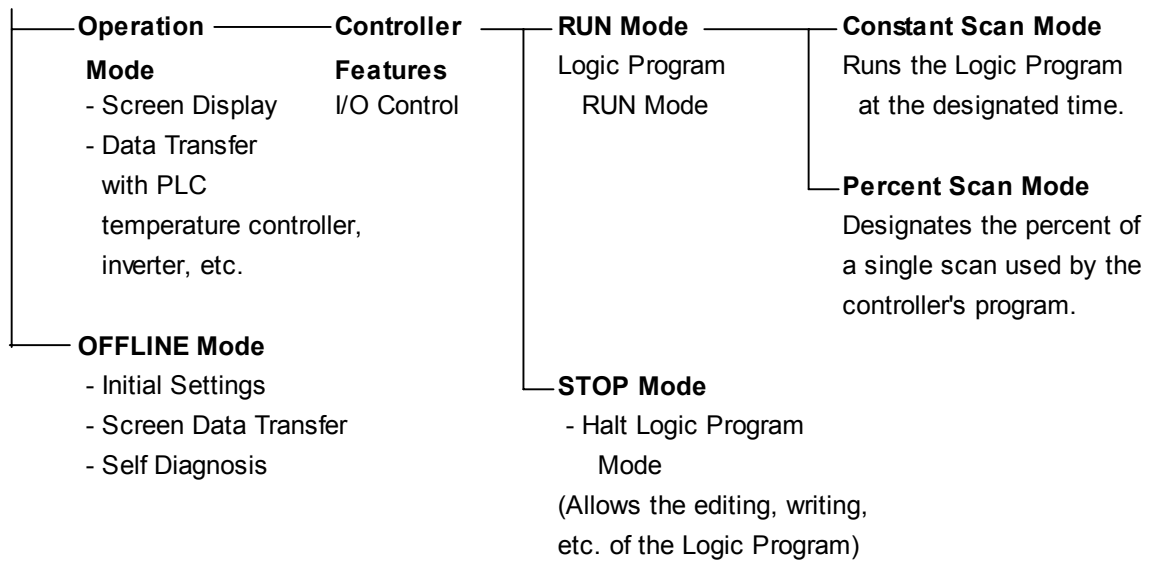 Operation
Mode
- Screen Display
- Data Transfer
with PLC
temperature controller,
inverter, etc.
Controller
Features
I/O Control
RUN Mode
Logic Program
RUN Mode
Constant Scan Mode
Runs the Logic Program
at the designated time.
Percent Scan Mode
Designates the percent of
a single scan used by the
controller's program.
OFFLINE Mode
- Initial Settings
- Screen Data Transfer
- Self Diagnosis
STOP Mode
- Halt Logic Program
Mode
(Allows the editing, writing,
etc. of the Logic Program)